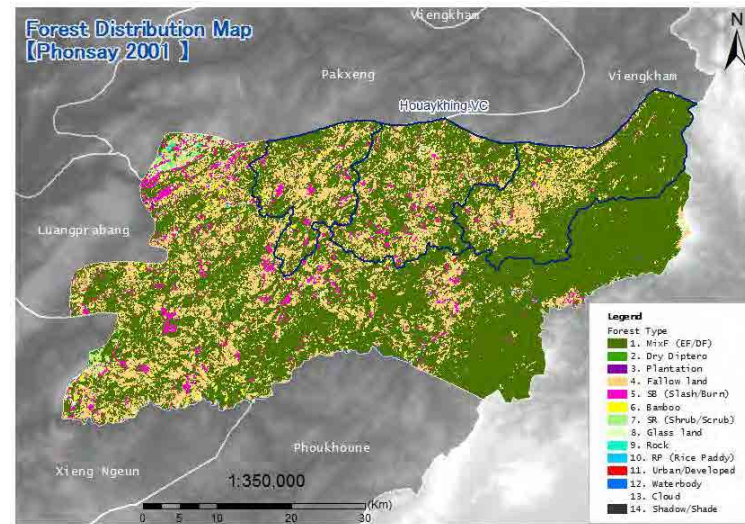 Forest Distribution Map
【Phonsay 2001 】
Viengkham
N
Pakxeng
Viengkham
Houaykhing.VC
Luangprabang
Xieng Ngeun
Phoukhoune
1:350,000
(Km)
0 5 10 20 30
Legend
Forest Type
1. MixF (EF/DF)
2. Dry Diptero
3. Plantation
4. Fallow land
5. SB (Slash/Burn)
6. Bamboo
7. SR (Shrub/Scrub)
8. Glass land
9. Rock
10. RP (Rice Paddy)
11. Urban/Developed
12. Waterbody
13. Cloud
14. Shadow/Shade